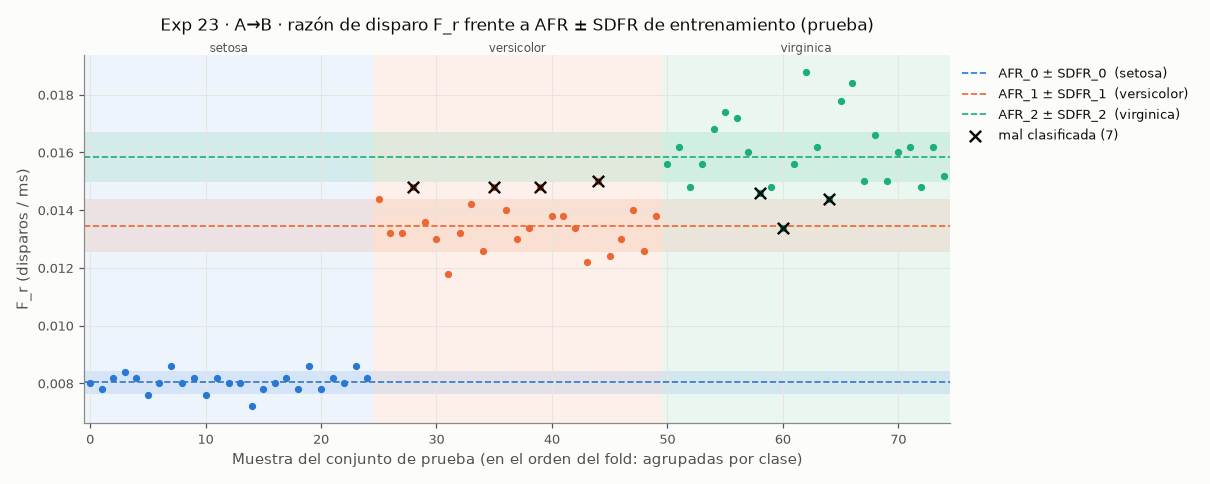 Exp 23 · A→B · razón de disparo F_r frente a AFR ± SDFR de entrenamiento (prueba)
setosa
versicolor
virginica
AFR_0 ± SDFR_0 (setosa)
AFR_1 ± SDFR_1 (versicolor)
AFR_2 ± SDFR_2 (virginica)
mal clasificada (7)
F_r (disparos / ms)
0.018
0.016
0.014
0.012
0.010
0.008
0
10
20
30
40
50
60
70
Muestra del conjunto de prueba (en el orden del fold: agrupadas por clase)